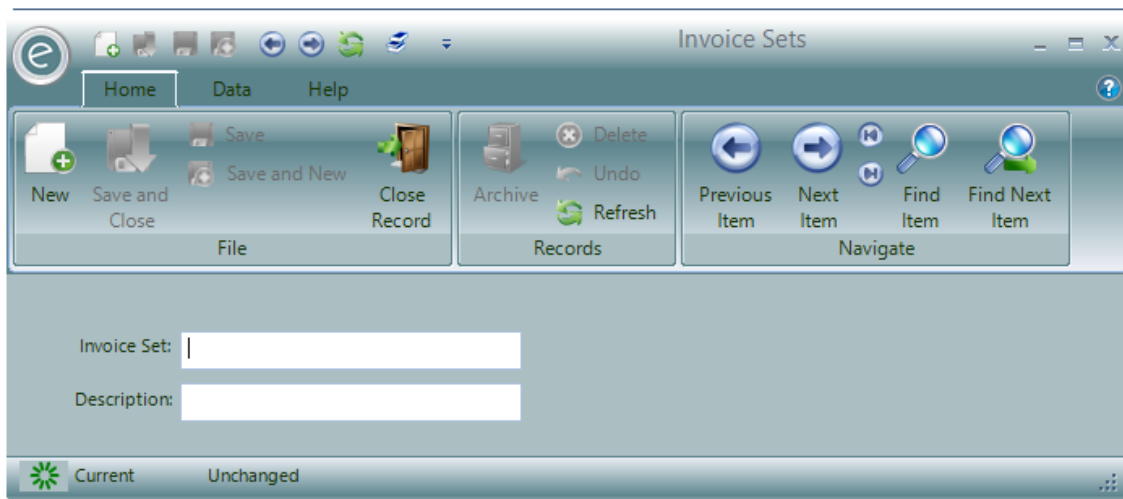 e
Invoice Sets
Home Data Help
New
Save and
Close
Save
Save and New
Close
Record
File
Archive
Delete
Undo
Refresh
Records
Previous
Item
Next
Item
Find
Item
Find Next
Item
Navigate
Invoice Set:
Description:
Current Unchanged